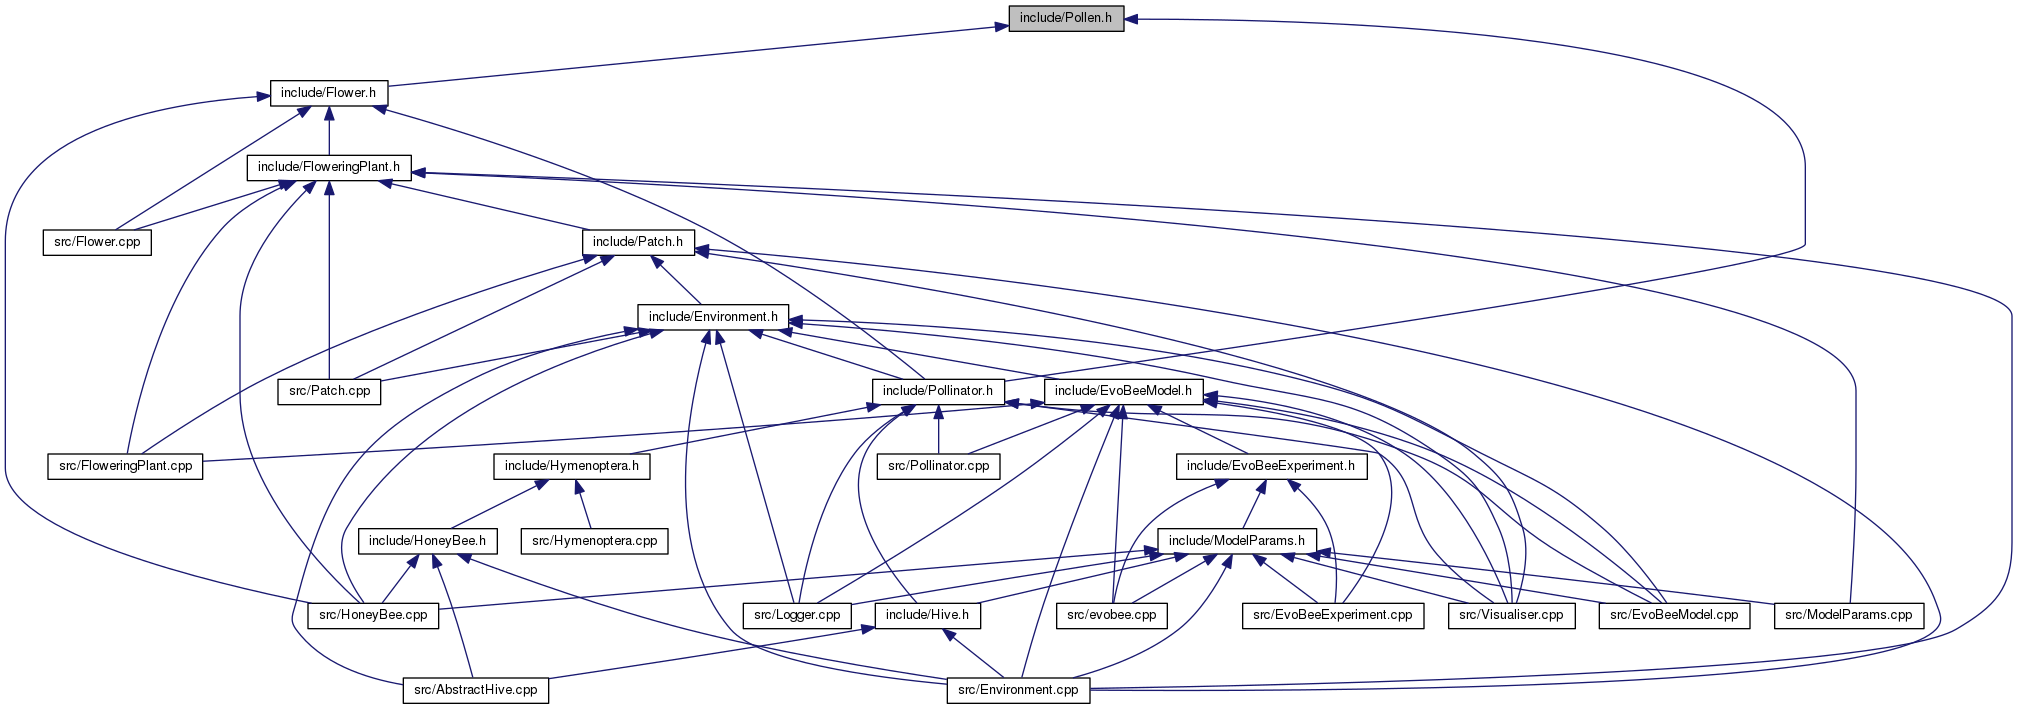 include/Pollen.h
include/Flower.h
include/FloweringPlant.h
src/Flower.cpp
include/Patch.h
include/Environment.h
src/Patch.cpp
include/Pollinator.h
include/EvoBeeModel.h
src/FloweringPlant.cpp
include/Hymenoptera.h
src/Pollinator.cpp
include/EvoBeeExperiment.h
include/HoneyBee.h
src/Hymenoptera.cpp
include/ModelParams.h
src/HoneyBee.cpp
src/Logger.cpp
include/Hive.h
src/evobee.cpp
src/EvoBeeExperiment.cpp
src/Visualiser.cpp
src/EvoBeeModel.cpp
src/ModelParams.cpp
src/AbstractHive.cpp
src/Environment.cpp